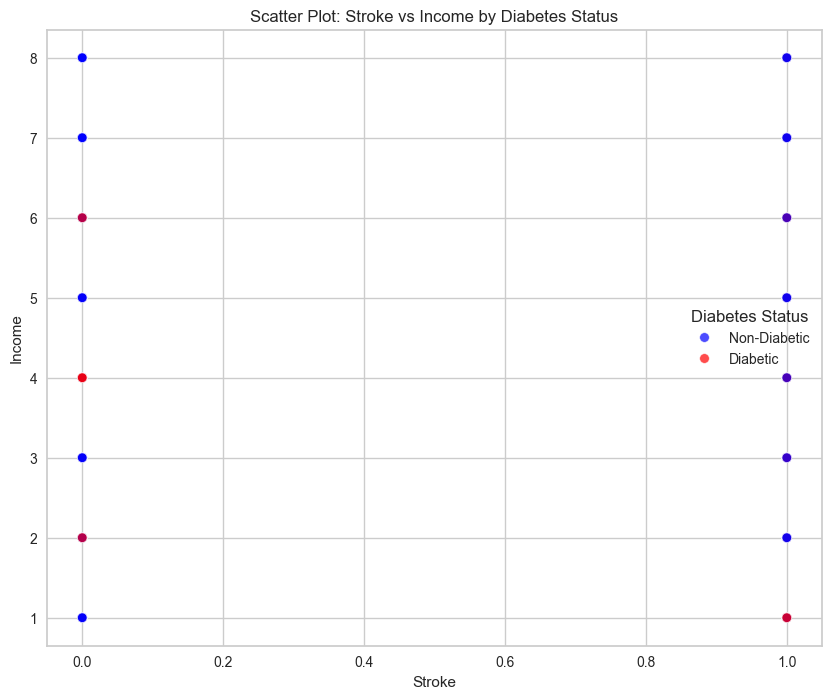 Scatter Plot: Stroke vs Income by Diabetes Status
8
7
6
5
4
3
2
1
Income
Diabetes Status
Non-Diabetic
Diabetic
0.0 0.2 0.4 0.6 0.8 1.0
Stroke